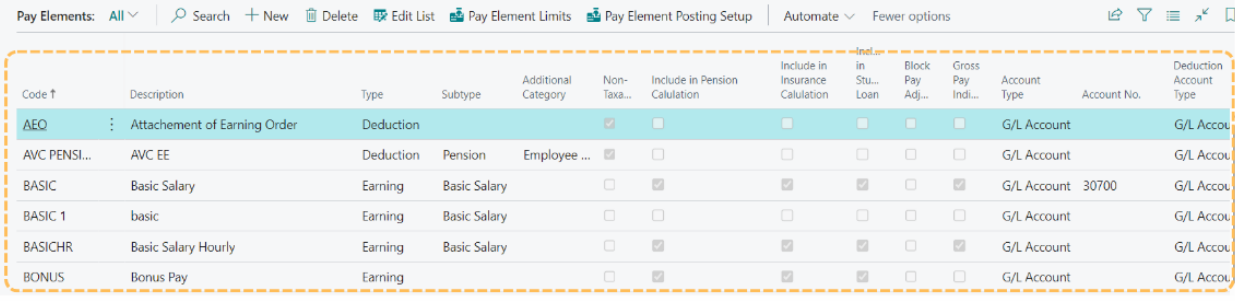 Pay Elements: All Search + New Delete Edit List Pay Element Limits Pay Element Posting Setup Automate Fewer options
Code ↑ Description Type Subtype Additional Category Non-Taxa... Include in Pension Calulation Include in Insurance Calulation Incl... in Stu... Loan Block Pay Adj... Gross Pay Indi... Account Type Account No. Deduction Account Type
AEO Attachement of Earning Order Deduction G/L Account G/L Accou
AVC PENSI... AVC EE Deduction Pension Employee ... G/L Account G/L Accou
BASIC Basic Salary Earning Basic Salary G/L Account 30700 G/L Accou
BASIC 1 basic Earning Basic Salary G/L Account G/L Accou
BASICHR Basic Salary Hourly Earning Basic Salary G/L Account G/L Accou
BONUS Bonus Pay Earning G/L Account G/L Accou